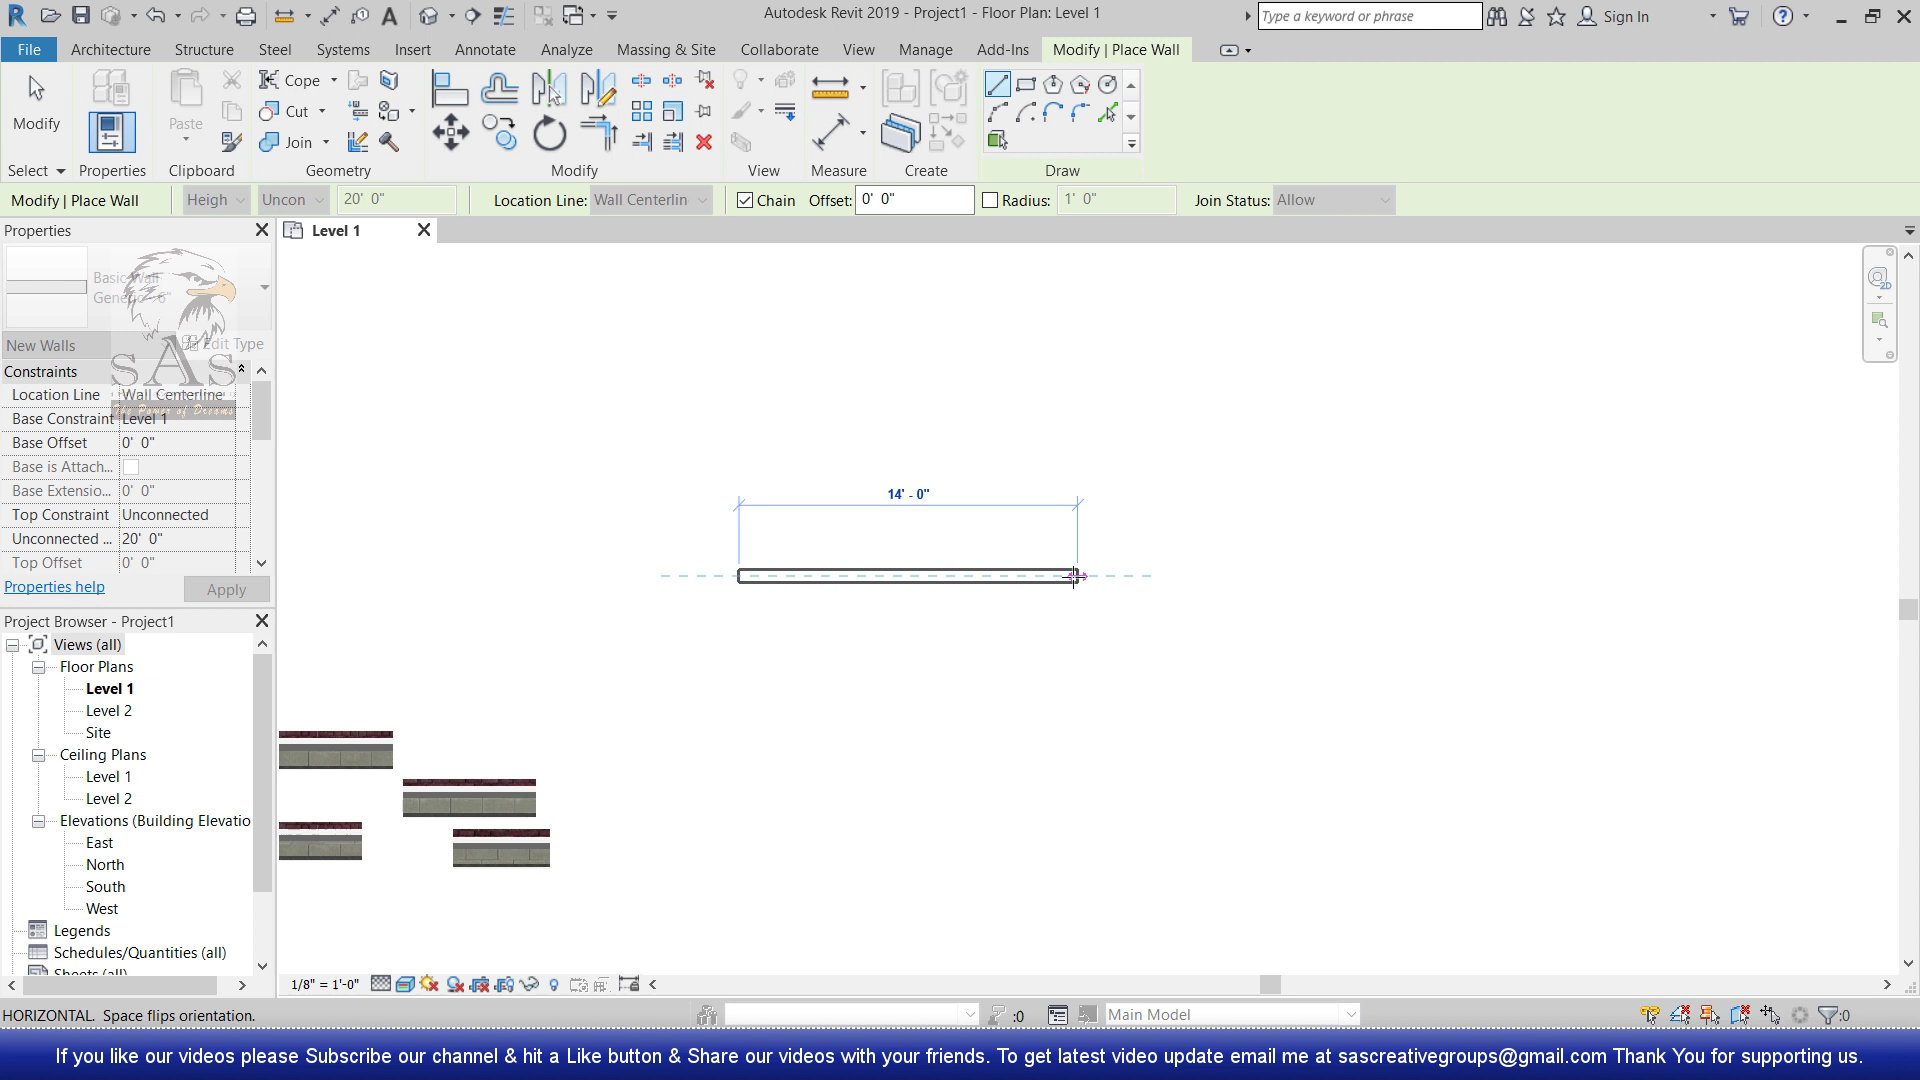 Autodesk Revit 2019 - Project1 - Floor Plan: Level 1
Type a keyword or phrase
Sign In
File Architecture Structure Steel Systems Insert Annotate Analyze Massing & Site Collaborate View Manage Add-Ins Modify | Place Wall
Modify
Paste
Cope
Cut
Join
Select Properties Clipboard Geometry Modify View Measure Create Draw
Modify | Place Wall Heigh Uncon 20' 0" Location Line: Wall Centerlin Chain Offset: 0' 0" Radius: 1' 0" Join Status: Allow
Properties
Level 1
Basic Wall
New Walls
Edit Type
sAs
Constraints
Location Line Wall Centerline
Base Constraint Level 1
Base Offset 0' 0"
Base is Attach...
Base Extensio... 0' 0"
Top Constraint Unconnected
Unconnected ... 20' 0"
Top Offset 0' 0"
Properties help
Apply
14' - 0"
Project Browser - Project1
Views (all)
Floor Plans
Level 1
Level 2
Site
Ceiling Plans
Level 1
Level 2
Elevations (Building Elevatio
East
North
South
West
Legends
Schedules/Quantities (all)
Sheets (all)
1/8" = 1'-0"
HORIZONTAL. Space flips orientation.
:0
Main Model
:0
If you like our videos please Subscribe our channel & hit a Like button & Share our videos with your friends. To get latest video update email me at sascreativegroups@gmail.com Thank You for supporting us.